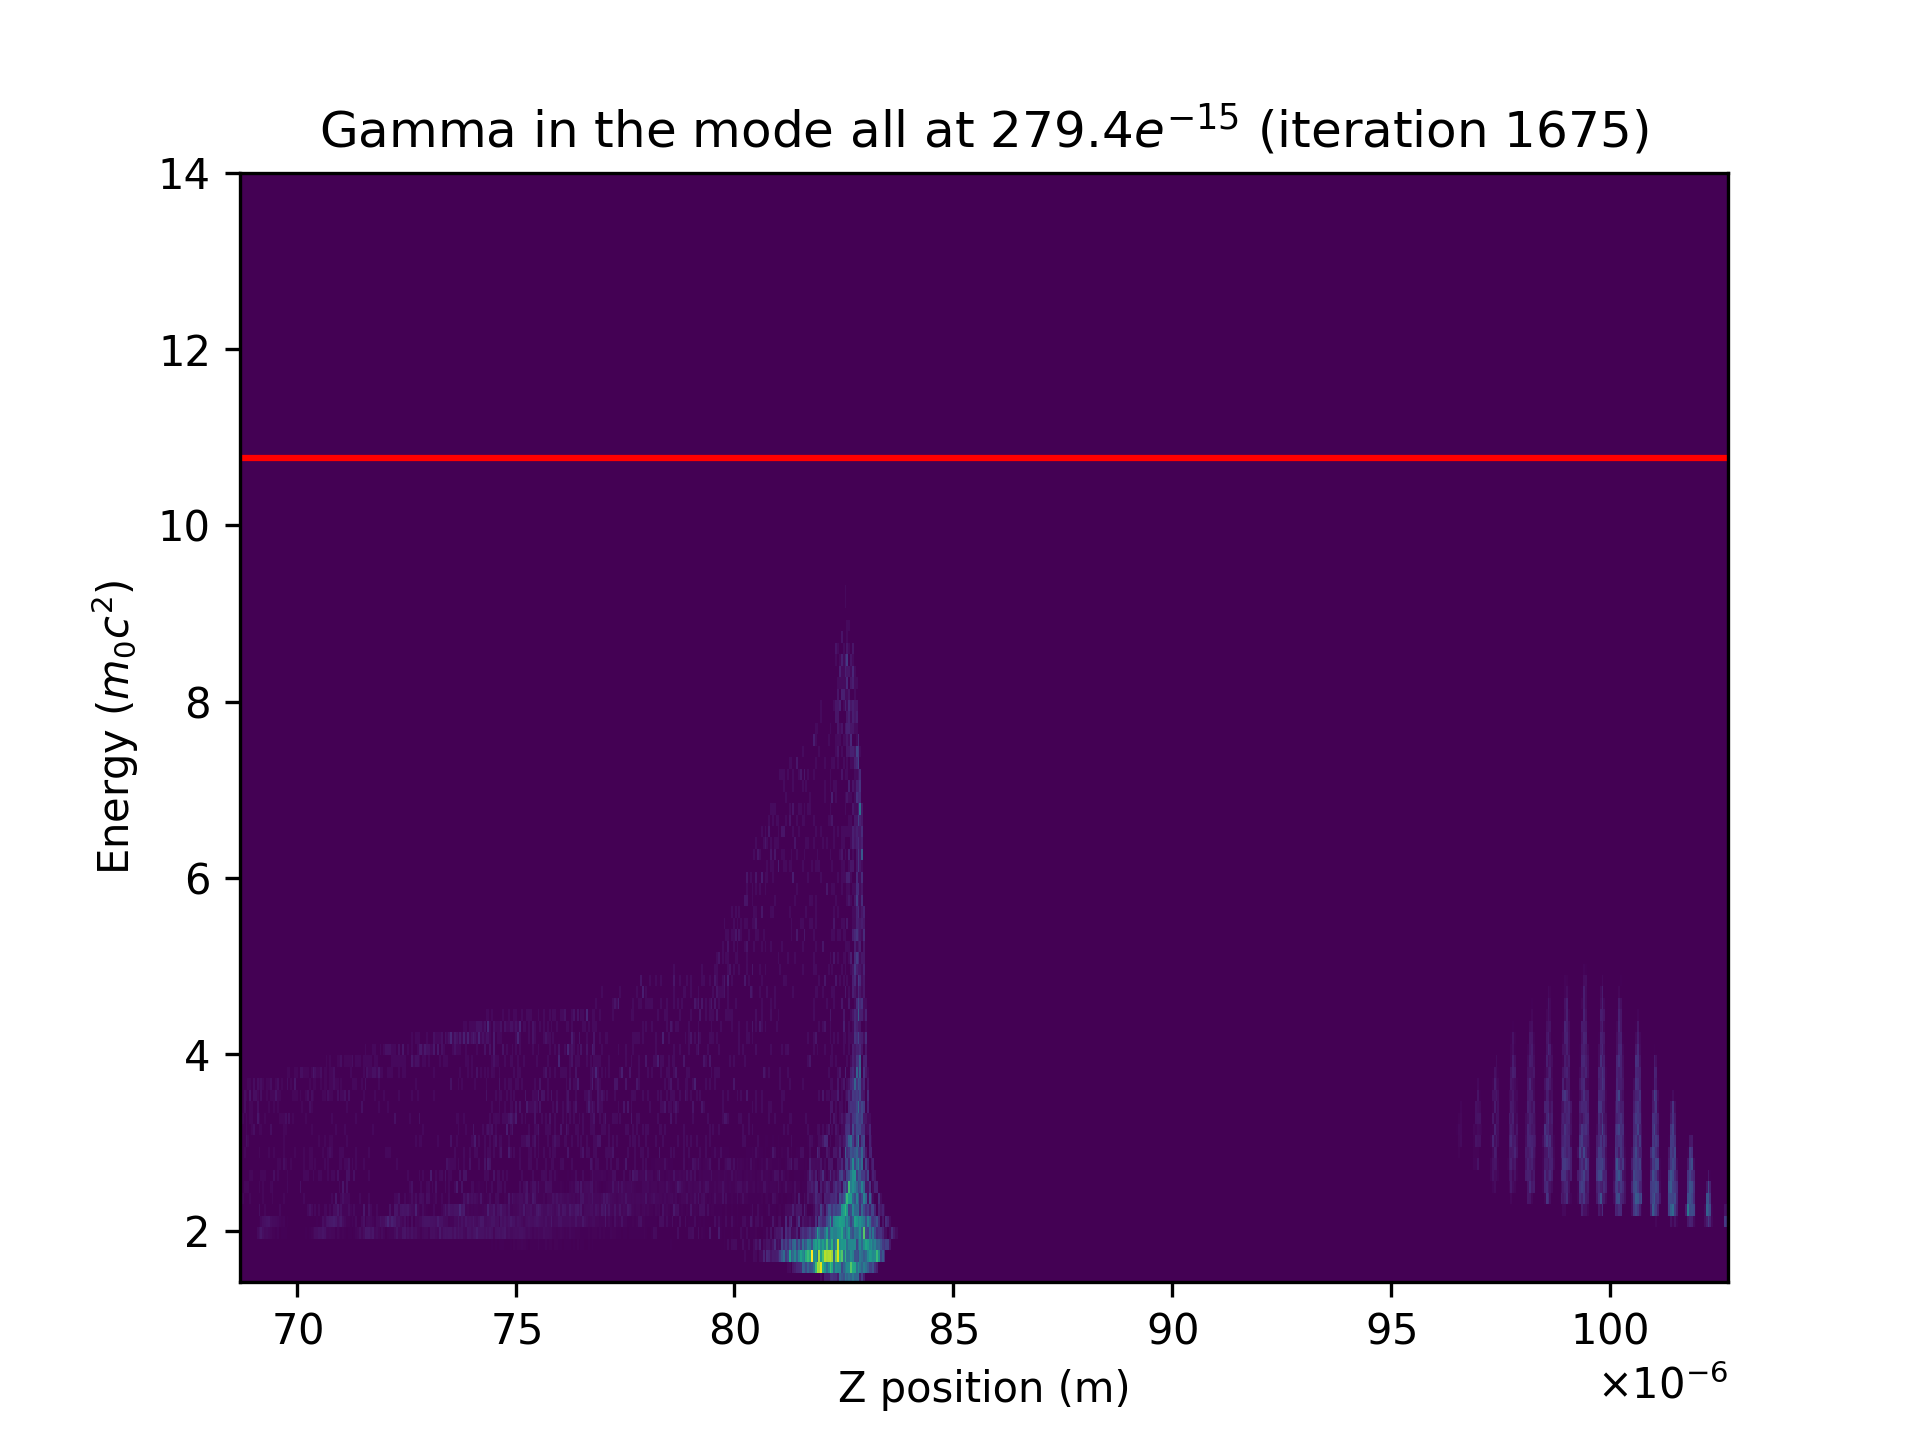 Gamma in the mode all at 279.4e⁻¹⁵ (iteration 1675)
14
12
10
8
6
4
2
Energy (m₀c²)
70 75 80 85 90 95 100
Z position (m)
×10⁻⁶